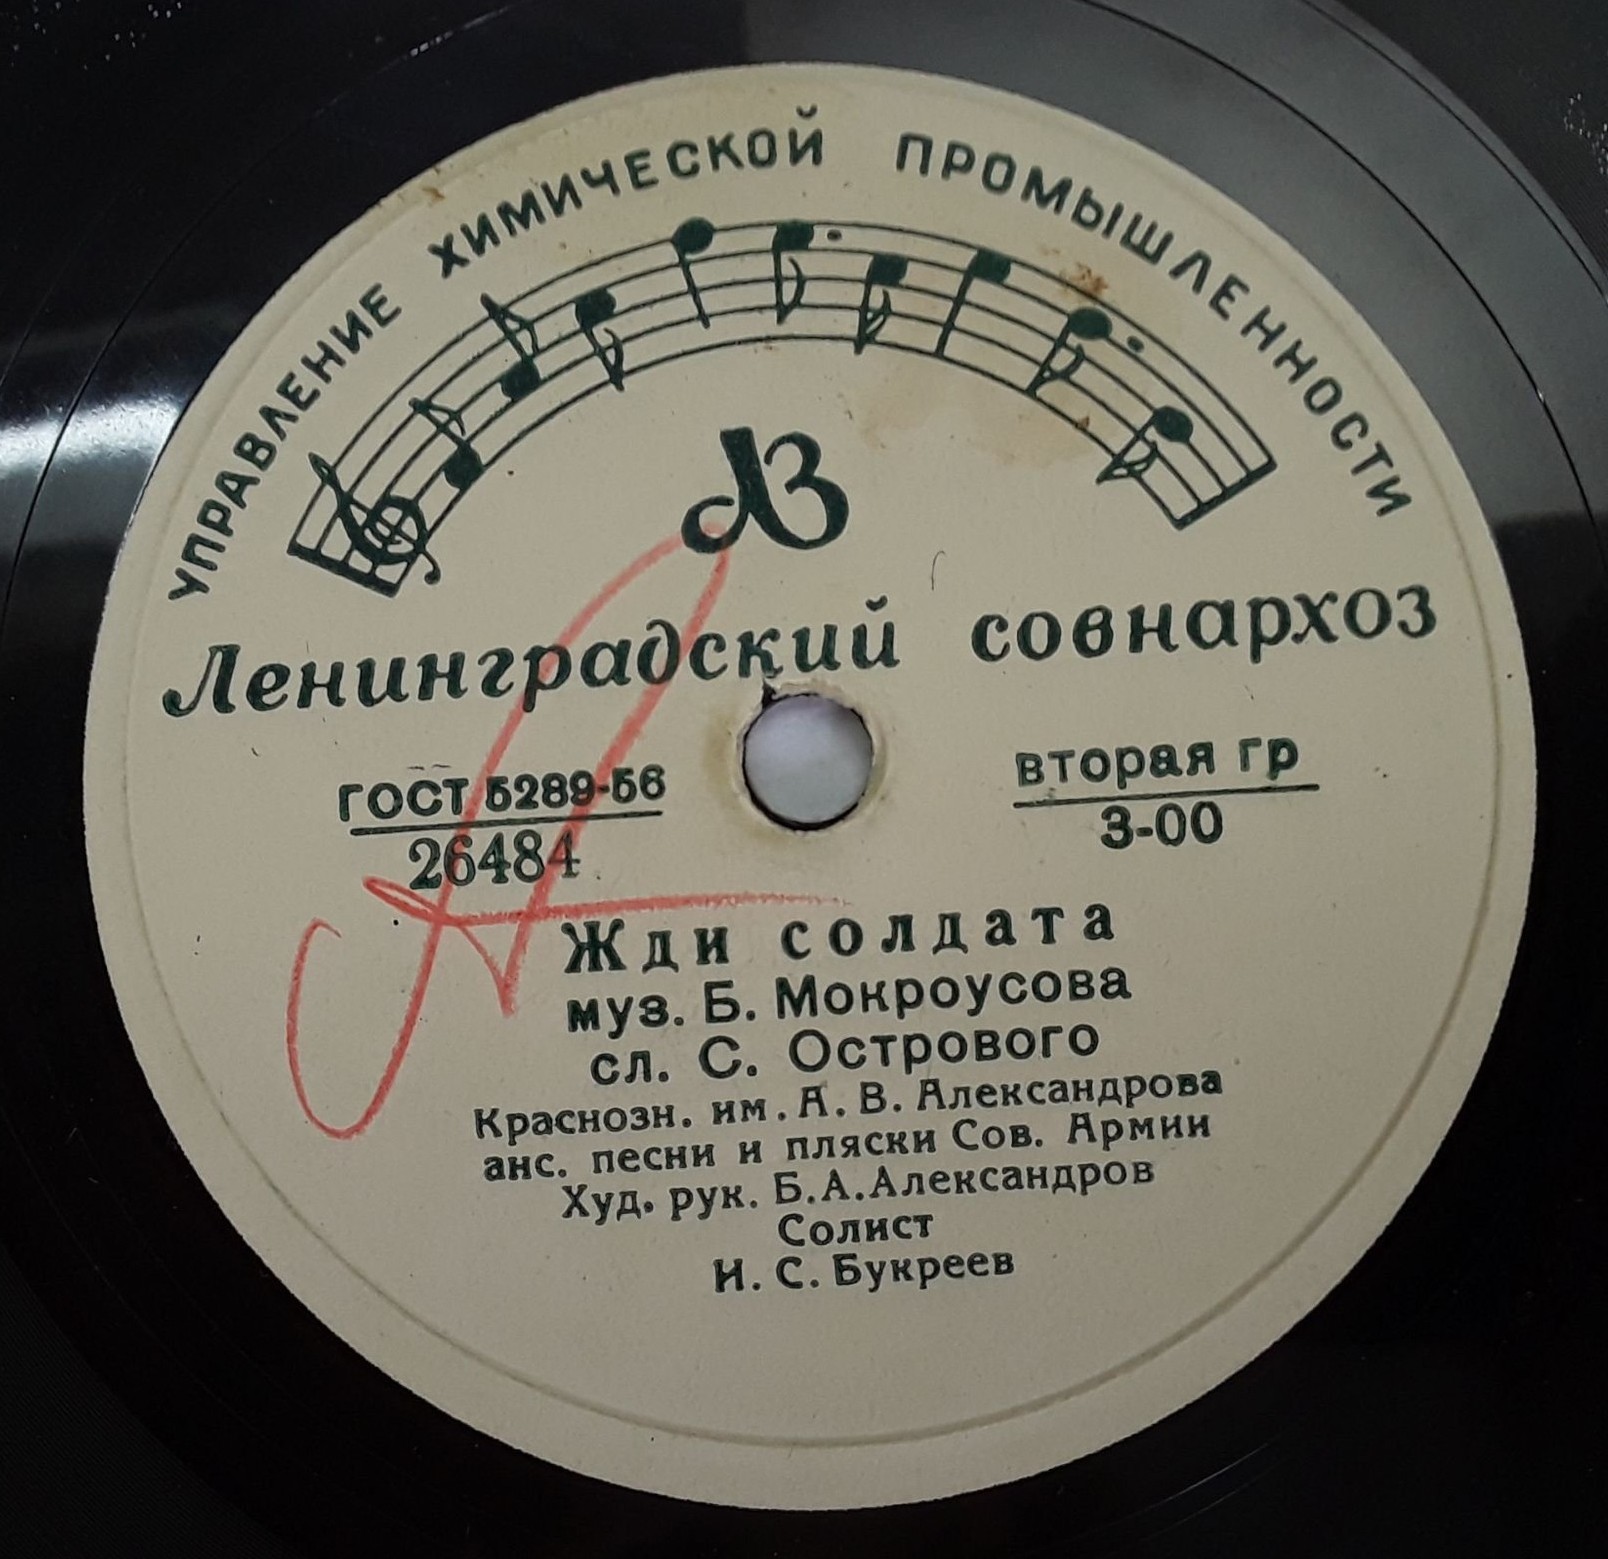 УПРАВЛЕНИЕ ХИМИЧЕСКОЙ ПРОМЫШЛЕННОСТИ
ЛЗ
Ленинградский совнархоз
ГОСТ 5289-56
26484
вторая гр
3-00
Жди солдата
муз. Б. Мокроусова
сл. С. Острового
Краснозн. им. А. В. Александрова
анс. песни и пляски Сов. Армии
Худ. рук. Б.А.Александров
Солист
И. С. Букреев